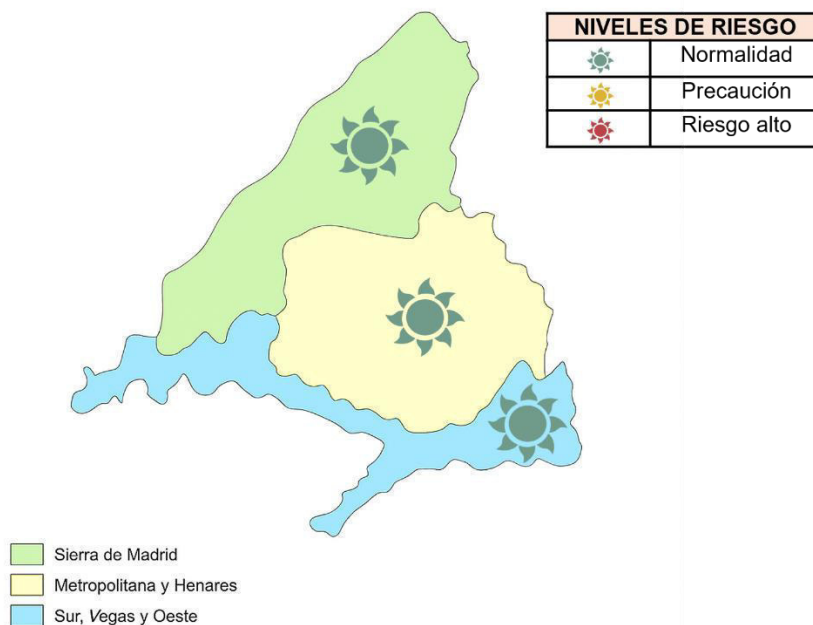 NIVELES DE RIESGO
Normalidad
Precaución
Riesgo alto
Sierra de Madrid
Metropolitana y Henares
Sur, Vegas y Oeste